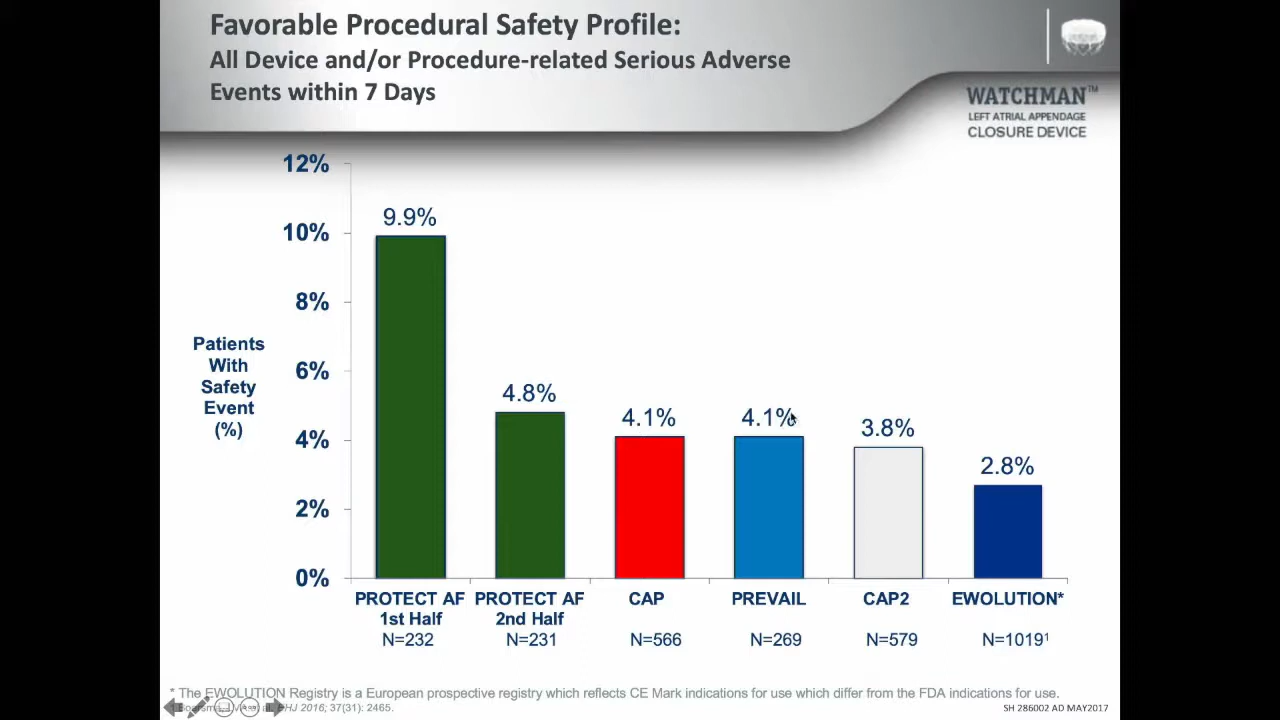 Favorable Procedural Safety Profile:
All Device and/or Procedure-related Serious Adverse
Events within 7 Days
WATCHMAN™
LEFT ATRIAL APPENDAGE
CLOSURE DEVICE
12%
10%
8%
6%
4%
2%
0%
Patients
With
Safety
Event
(%)
9.9%
4.8%
4.1%
4.1%
3.8%
2.8%
PROTECT AF
1st Half
N=232
PROTECT AF
2nd Half
N=231
CAP
N=566
PREVAIL
N=269
CAP2
N=579
EWOLUTION*
N=1019¹
* The EWOLUTION Registry is a European prospective registry which reflects CE Mark indications for use which differ from the FDA indications for use.
2016; 37(31): 2465.
SH 286002 AD MAY2017